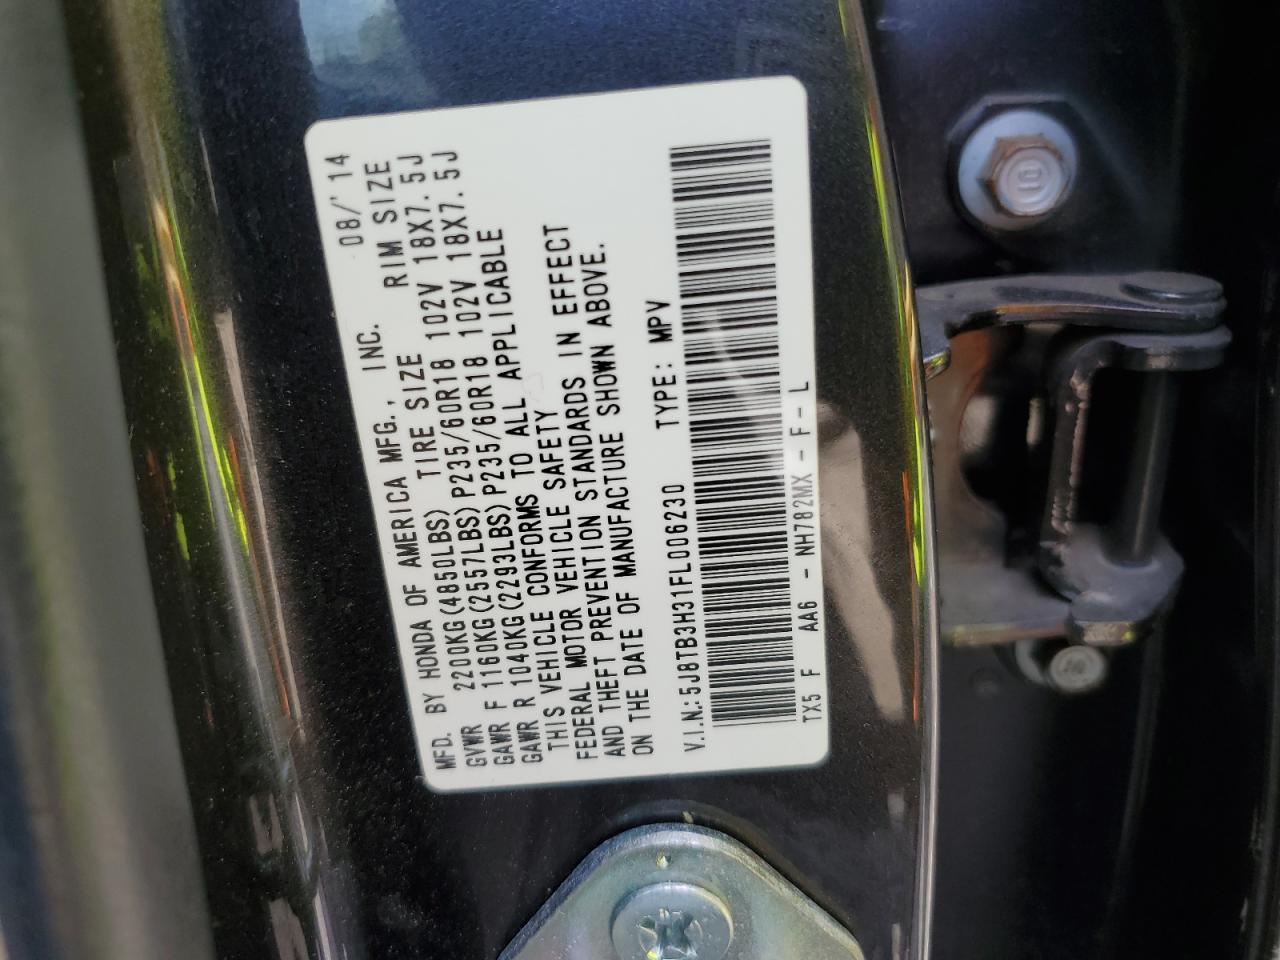 MFD. BY HONDA OF AMERICA MFG., INC. 08/'14
GVWR 2200KG(4850LBS) TIRE SIZE RIM SIZE
GAWR F 1160KG(2557LBS)P235/60R18 102V 18X7.5J
GAWR R 1040KG(2293LBS)P235/60R18 102V 18X7.5J
THIS VEHICLE CONFORMS TO ALL APPLICABLE
FEDERAL MOTOR VEHICLE SAFETY
AND THEFT PREVENTION STANDARDS IN EFFECT
ON THE DATE OF MANUFACTURE SHOWN ABOVE.
V.I.N.:5J8TB3H31FL006230 TYPE: MPV
TX5 F AA6 - NH782MX - F - L
10